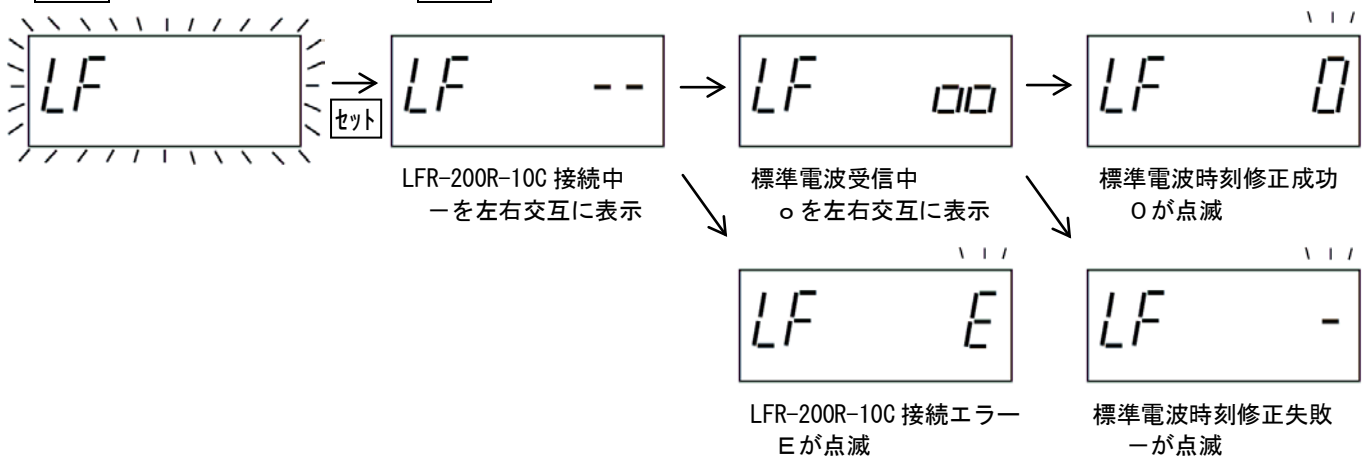 LF
セット
LF --
LF oo
LF 0
LFR-200R-10C 接続中
－を左右交互に表示
標準電波受信中
oを左右交互に表示
標準電波時刻修正成功
0が点滅
LF E
LF -
LFR-200R-10C 接続エラー
Eが点滅
標準電波時刻修正失敗
－が点滅